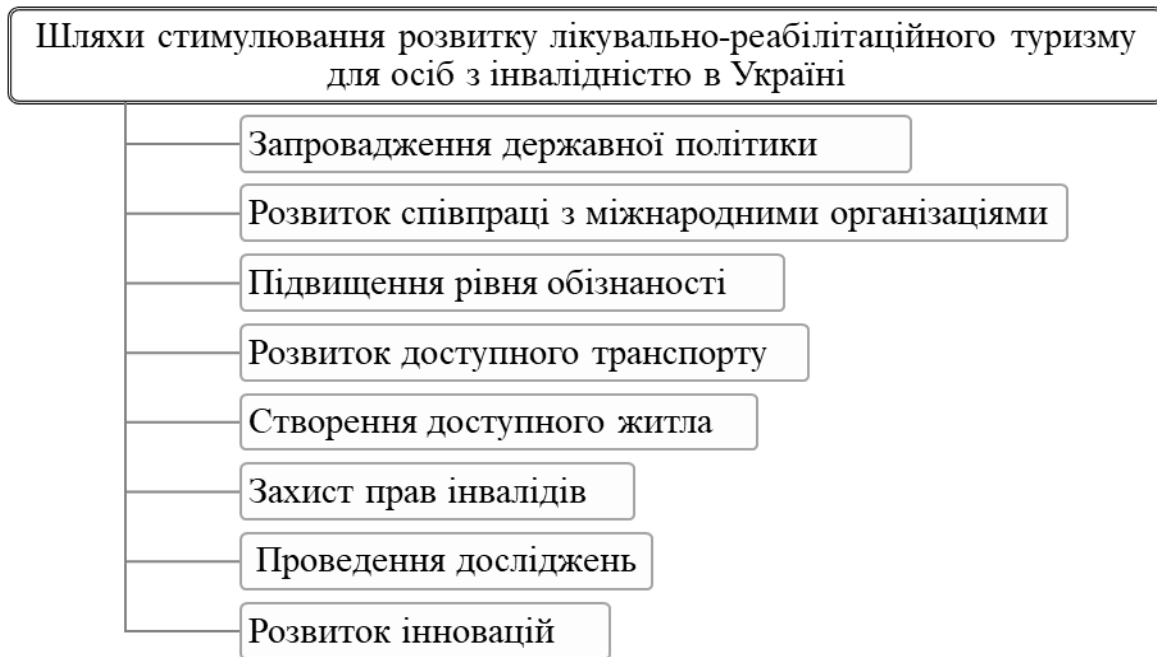 Шляхи стимулювання розвитку лікувально-реабілітаційного туризму
для осіб з інвалідністю в Україні
Запровадження державної політики
Розвиток співпраці з міжнародними організаціями
Підвищення рівня обізнаності
Розвиток доступного транспорту
Створення доступного житла
Захист прав інвалідів
Проведення досліджень
Розвиток інновацій